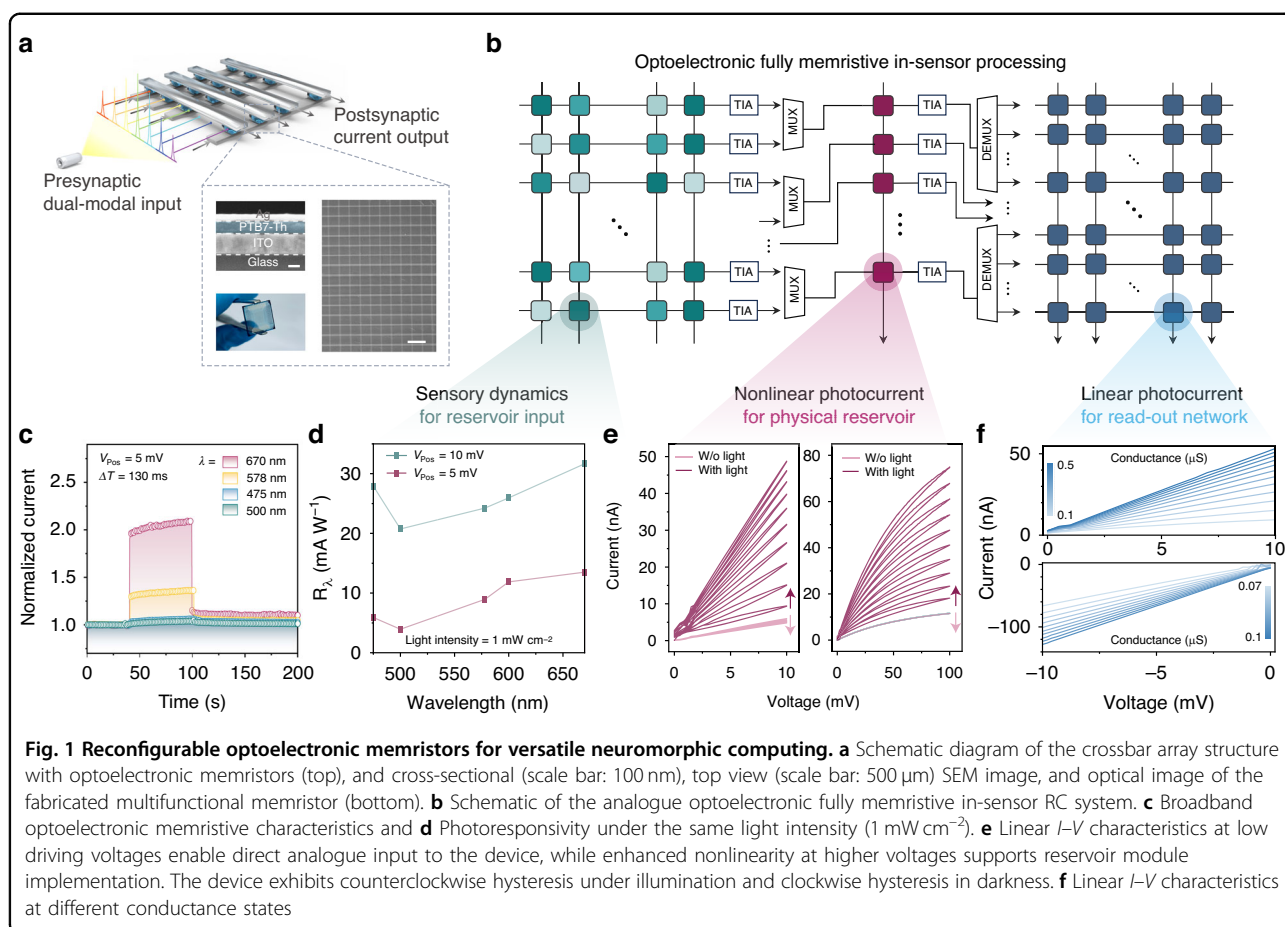 a
Presynaptic
dual-modal input
Postsynaptic
current output
Ag
PTB7-Th
ITO
Glass
b
Optoelectronic fully memristive in-sensor processing
TIA
TIA
TIA
TIA
TIA
MUX
MUX
MUX
TIA
TIA
TIA
DEMUX
DEMUX
Sensory dynamics
for reservoir input
Nonlinear photocurrent
for physical reservoir
Linear photocurrent
for read-out network
c
V_Pos = 5 mV
ΔT = 130 ms
λ =
670 nm
578 nm
475 nm
500 nm
Normalized current
2.5
2.0
1.5
1.0
0 50 100 150 200
Time (s)
d
V_Pos = 10 mV
V_Pos = 5 mV
R_λ (mA W⁻¹)
30
20
10
0
Light intensity = 1 mW cm⁻²
500 550 600 650
Wavelength (nm)
e
W/o light
With light
Current (nA)
50
40
30
20
10
0
0 5 10
W/o light
With light
80
60
40
20
0
0 50 100
Voltage (mV)
f
Conductance (μS)
0.5
0.1
Current (nA)
50
0
0 5 10
0
−100
0.07
0.1
Conductance (μS)
−10 −5 0
Voltage (mV)
Fig. 1 Reconfigurable optoelectronic memristors for versatile neuromorphic computing. a Schematic diagram of the crossbar array structure
with optoelectronic memristors (top), and cross-sectional (scale bar: 100 nm), top view (scale bar: 500 μm) SEM image, and optical image of the
fabricated multifunctional memristor (bottom). b Schematic of the analogue optoelectronic fully memristive in-sensor RC system. c Broadband
optoelectronic memristive characteristics and d Photoresponsivity under the same light intensity (1 mW cm⁻²). e Linear I–V characteristics at low
driving voltages enable direct analogue input to the device, while enhanced nonlinearity at higher voltages supports reservoir module
implementation. The device exhibits counterclockwise hysteresis under illumination and clockwise hysteresis in darkness. f Linear I–V characteristics
at different conductance states